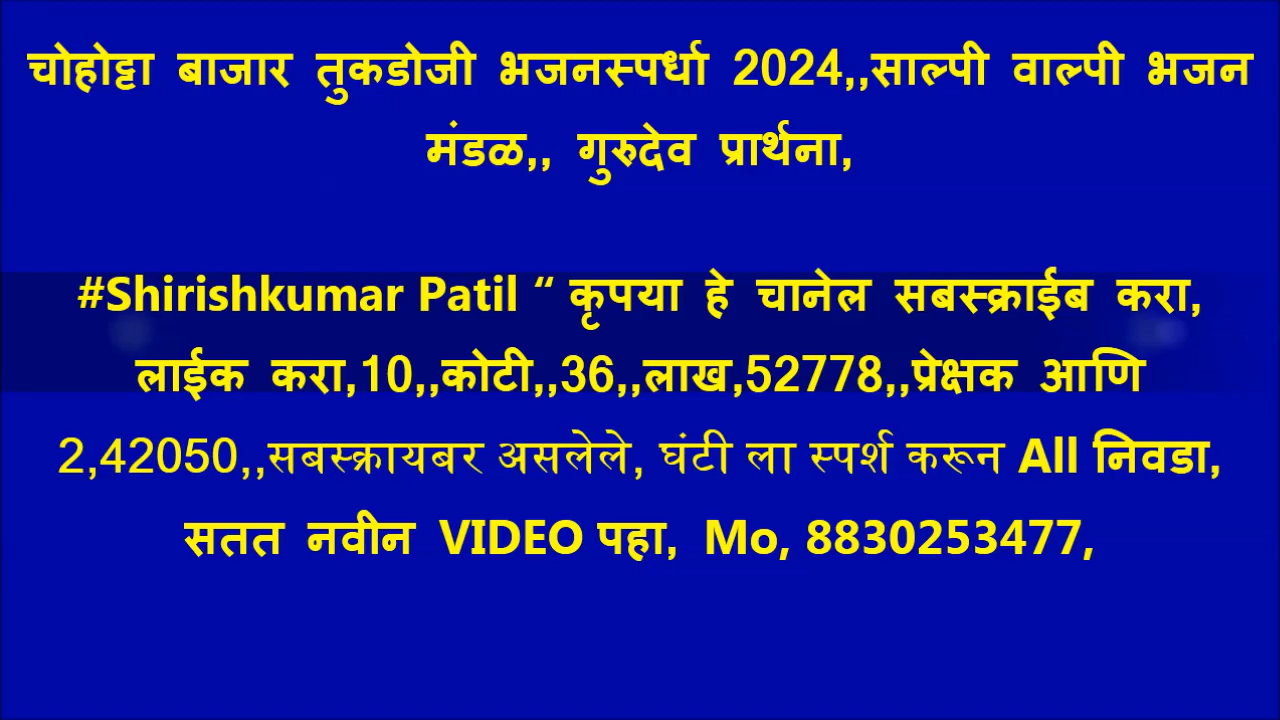 चोहोट्टा बाजार तुकडोजी भजनस्पर्धा 2024,,साल्पी वाल्पी भजन
मंडळ,, गुरुदेव प्रार्थना,
#Shirishkumar Patil “ कृपया हे चानेल सबस्क्राईब करा,
लाईक करा,10,,कोटी,,36,,लाख,52778,,प्रेक्षक आणि
2,42050,,सबस्क्रायबर असलेले, घंटी ला स्पर्श करून All निवडा,
सतत नवीन VIDEO पहा, Mo, 8830253477,